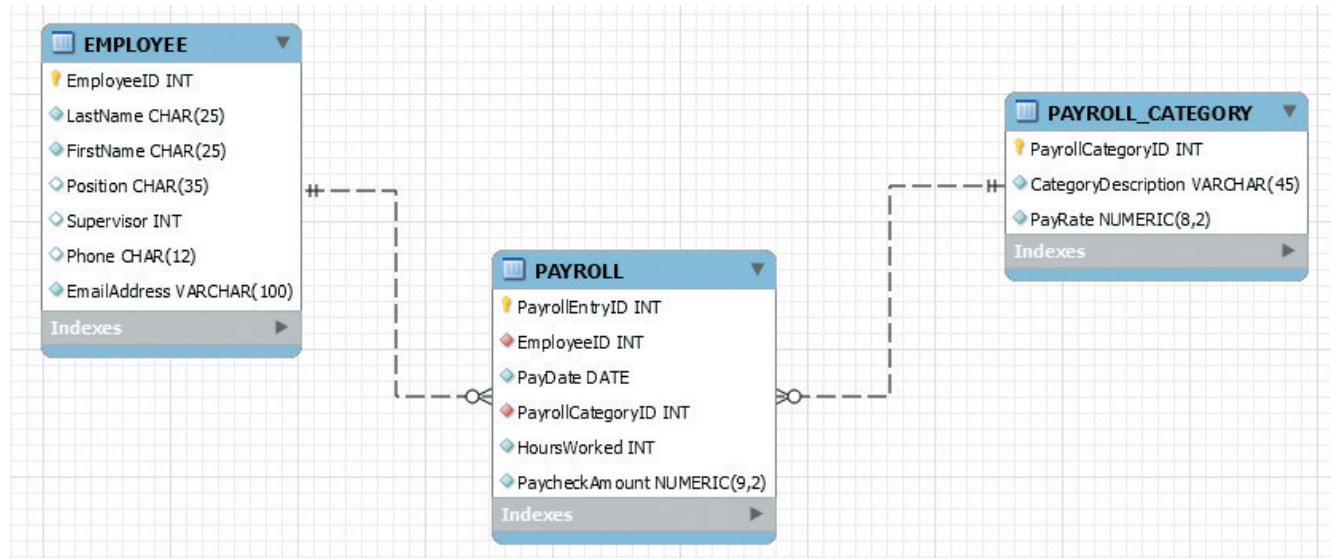 EMPLOYEE
EmployeeID INT
LastName CHAR(25)
FirstName CHAR(25)
Position CHAR(35)
Supervisor INT
Phone CHAR(12)
EmailAddress VARCHAR(100)
Indexes
PAYROLL
PayrollEntryID INT
EmployeeID INT
PayDate DATE
PayrollCategoryID INT
HoursWorked INT
PaycheckAmount NUMERIC(9,2)
Indexes
PAYROLL_CATEGORY
PayrollCategoryID INT
CategoryDescription VARCHAR(45)
PayRate NUMERIC(8,2)
Indexes